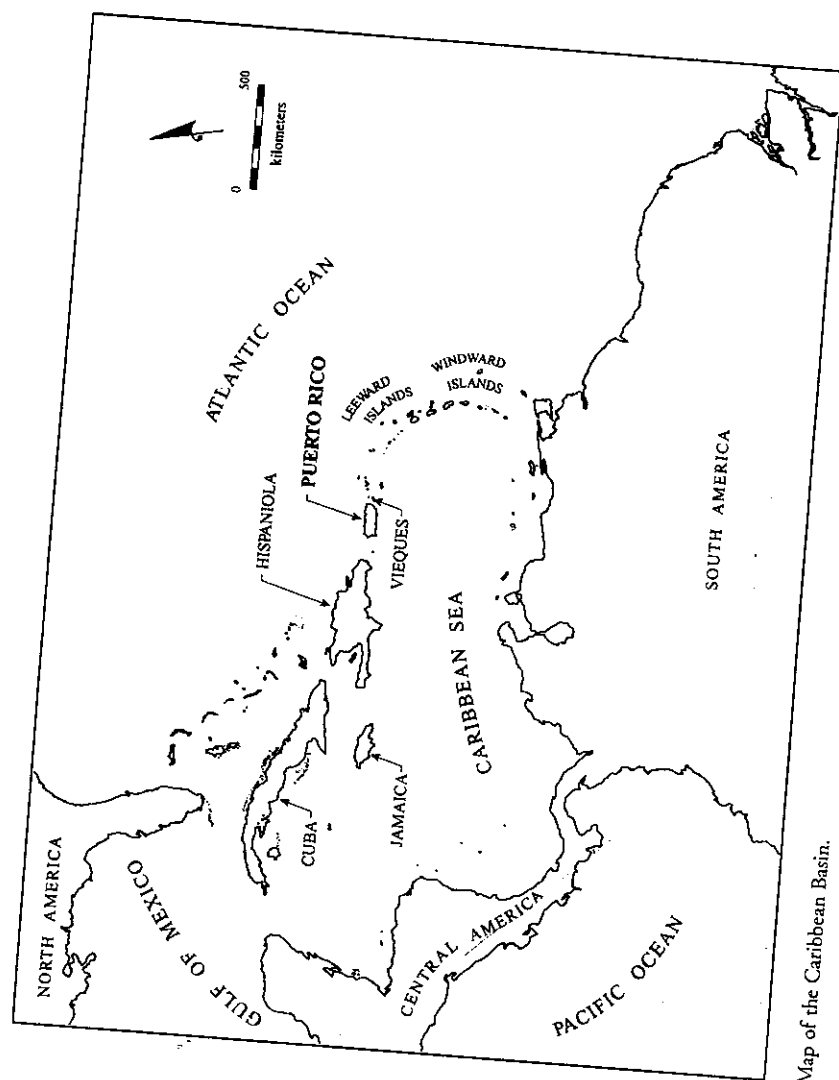 NORTH AMERICA
GULF OF MEXICO
ATLANTIC OCEAN
0 500
kilometers
CUBA
HISPANIOLA
PUERTO RICO
JAMAICA
VIEQUES
LEEWARD
ISLANDS
WINDWARD
ISLANDS
CARIBBEAN SEA
CENTRAL AMERICA
SOUTH AMERICA
PACIFIC OCEAN
Map of the Caribbean Basin.